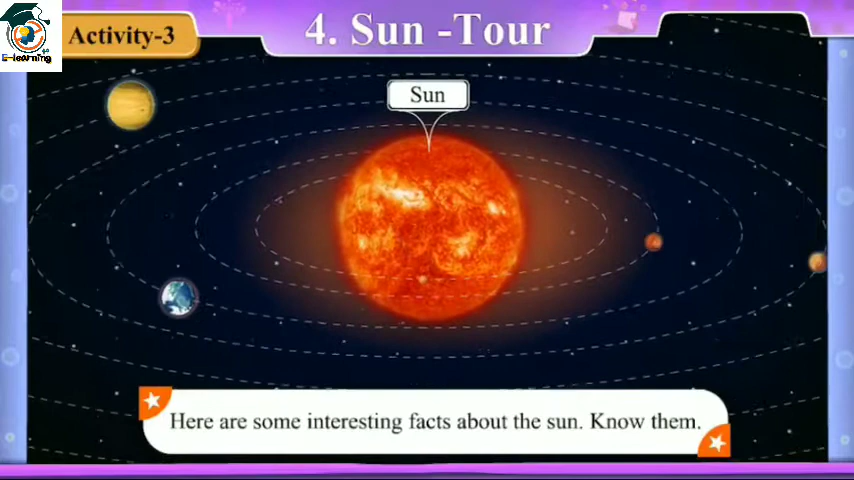 Activity-3
4. Sun -Tour
E-learning
Sun
Here are some interesting facts about the sun. Know them.